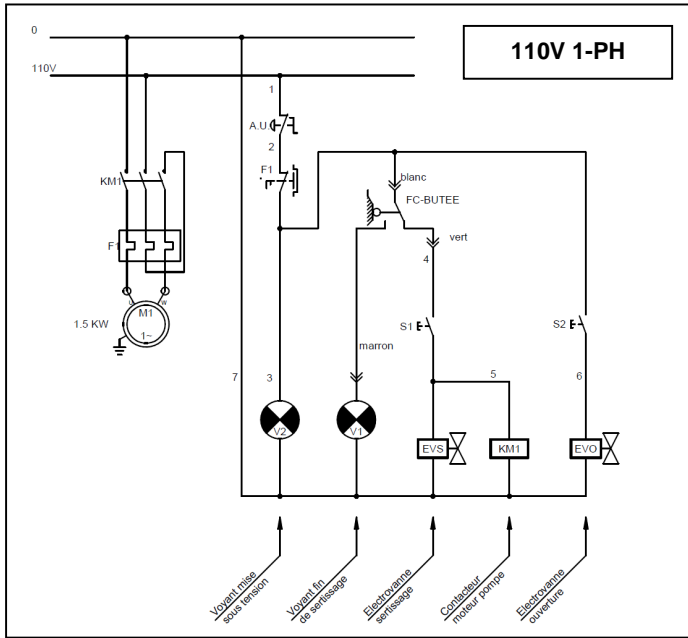 0
110V 1-PH
110V
1
A.U.
2
F1
KM1
blanc
FC-BUTEE
F1
vert
4
U
W
M1
1~
1.5 KW
S1
S2
marron
7
3
5
6
V2
V1
EVS
KM1
EVO
Voyant mise
sous tension
Voyant fin
de sertissage
Electrovanne
sertissage
Contacteur
moteur pompe
Electrovanne
ouverture